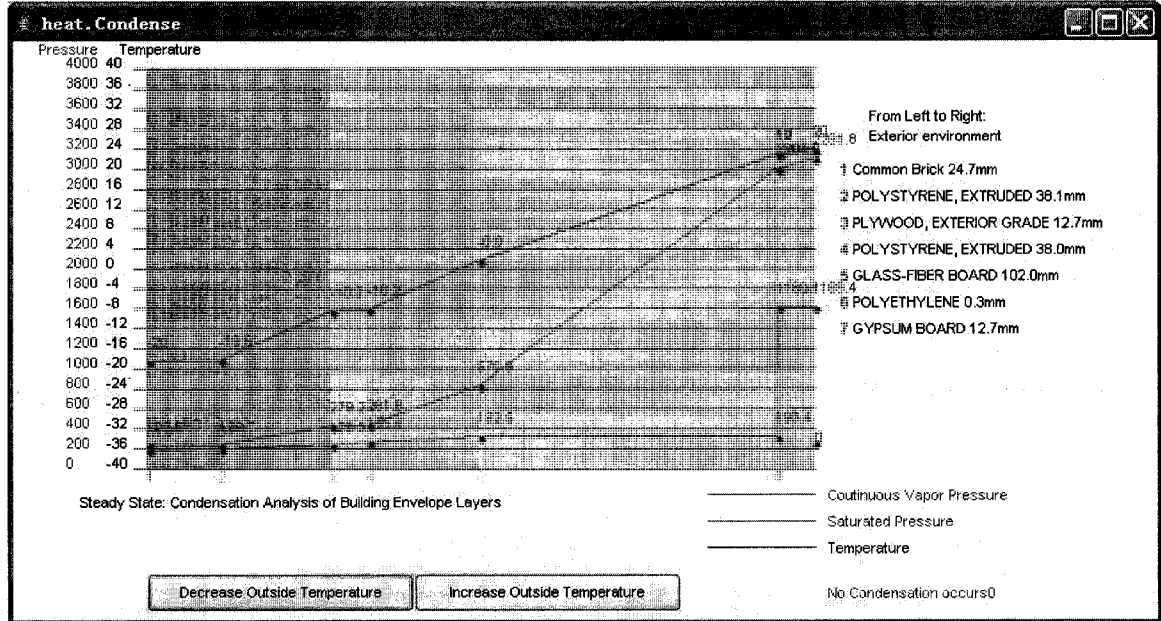 heat.Condense
Pressure Temperature
4000 40
3800 36
3600 32
3400 28
3200 24
3000 20
2800 16
2600 12
2400 8
2200 4
2000 0
1800 -4
1600 -8
1400 -12
1200 -16
1000 -20
800 -24
600 -28
400 -32
200 -36
0 -40
From Left to Right:
Exterior environment
1 Common Brick 24.7mm
2 POLYSTYRENE, EXTRUDED 38.1mm
3 PLYWOOD, EXTERIOR GRADE 12.7mm
4 POLYSTYRENE, EXTRUDED 38.0mm
5 GLASS-FIBER BOARD 102.0mm
6 POLYETHYLENE 0.3mm
7 GYPSUM BOARD 12.7mm
Steady State: Condensation Analysis of Building Envelope Layers
Coutinuous Vapor Pressure
Saturated Pressure
Temperature
Decrease Outside Temperature
Increase Outside Temperature
No Condensation occurs0